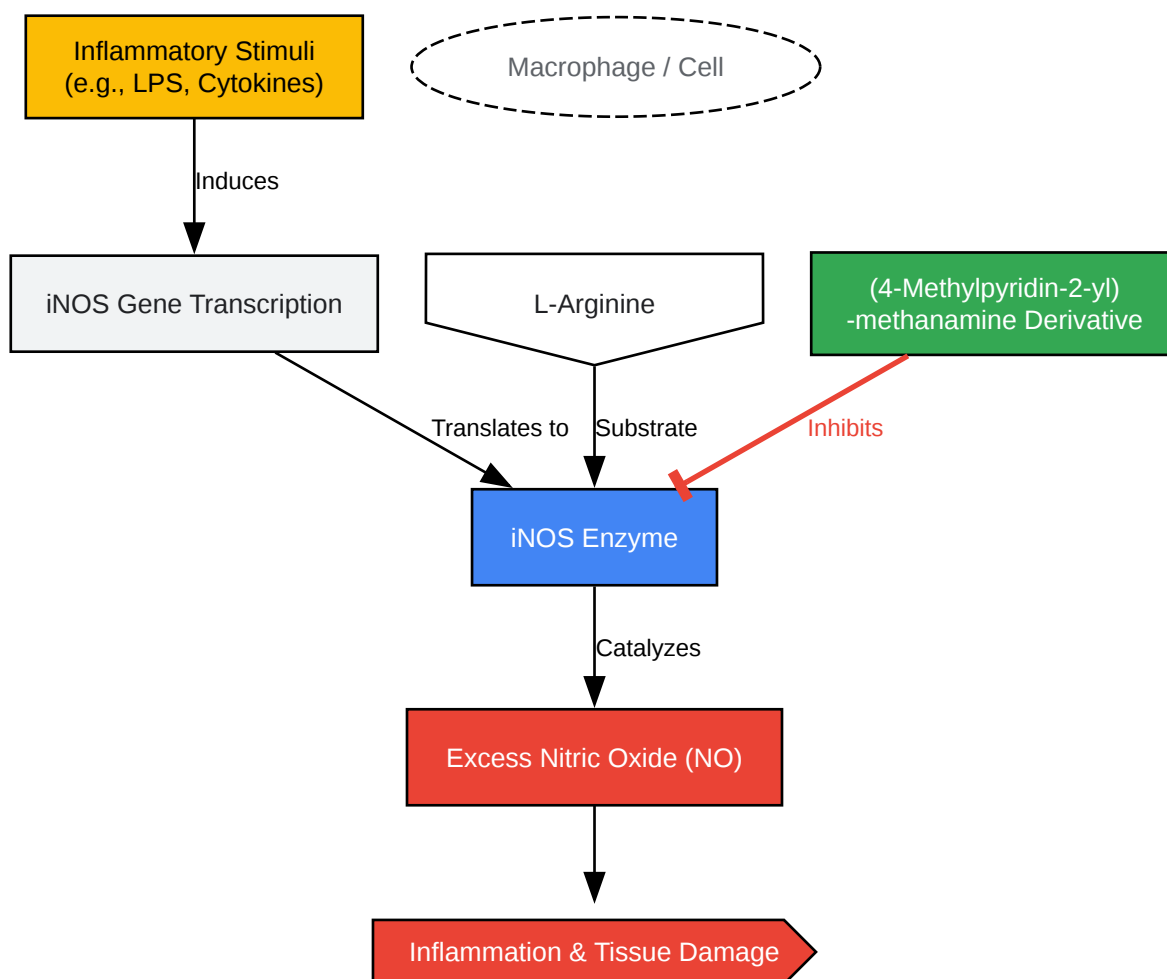 Inflammatory Stimuli
(e.g., LPS, Cytokines)
Macrophage / Cell
Induces
iNOS Gene Transcription
L-Arginine
(4-Methylpyridin-2-yl)
-methanamine Derivative
Translates to
Substrate
Inhibits
iNOS Enzyme
Catalyzes
Excess Nitric Oxide (NO)
Inflammation & Tissue Damage